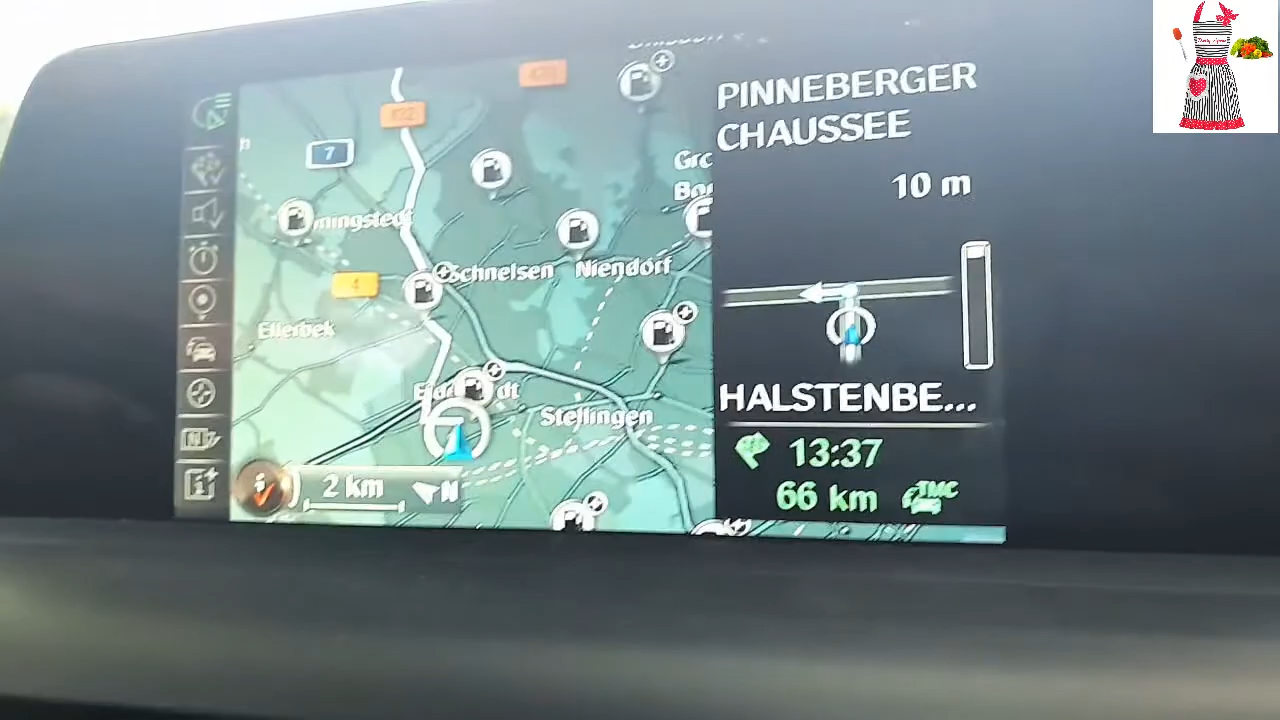 PINNEBERGER
CHAUSSEE
10 m
HALSTENBE...
13:37
66 km
TMC
7
4
Schnelsen
Niendorf
Ellerbek
Stellingen
2 km
N